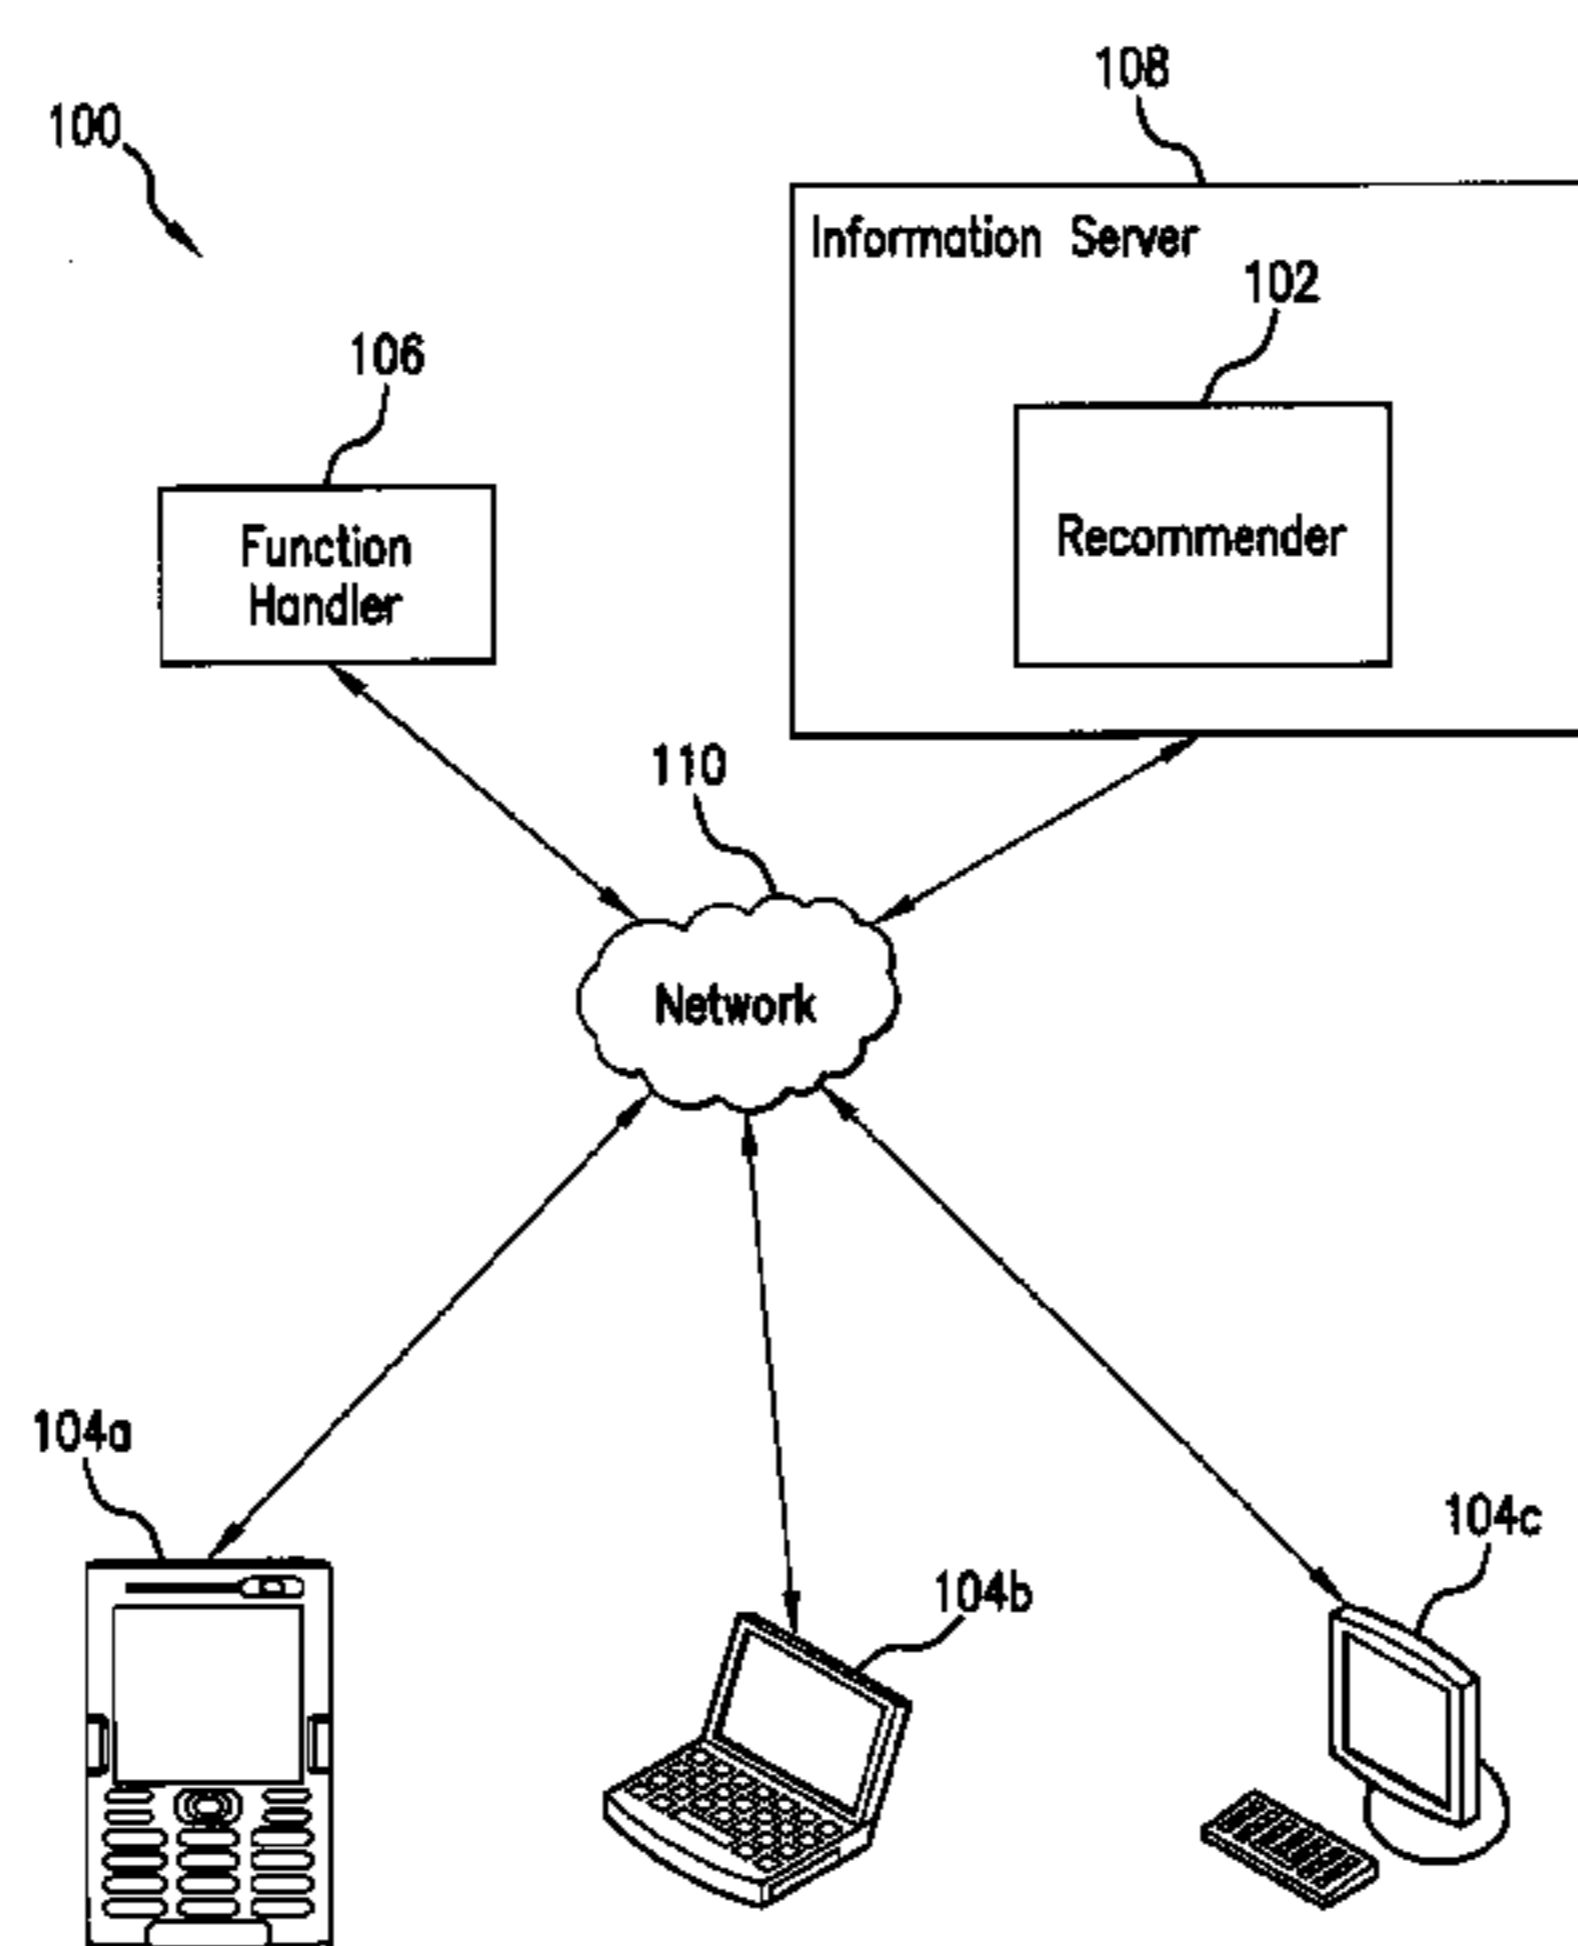 108
100
Information Server
102
106
Recommender
Function
Handler
110
Network
104a
104c
104b